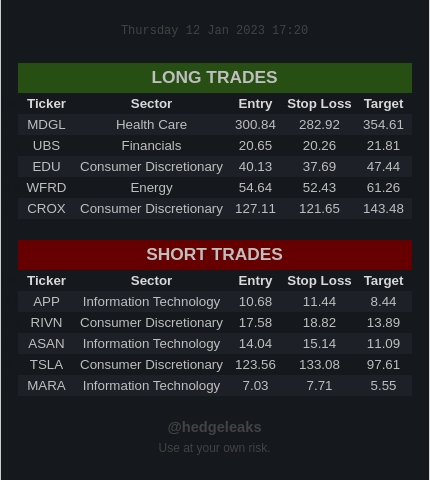 Thursday 12 Jan 2023 17:20
LONG TRADES
Ticker Sector Entry Stop Loss Target
MDGL Health Care 300.84 282.92 354.61
UBS Financials 20.65 20.26 21.81
EDU Consumer Discretionary 40.13 37.69 47.44
WFRD Energy 54.64 52.43 61.26
CROX Consumer Discretionary 127.11 121.65 143.48
SHORT TRADES
Ticker Sector Entry Stop Loss Target
APP Information Technology 10.68 11.44 8.44
RIVN Consumer Discretionary 17.58 18.82 13.89
ASAN Information Technology 14.04 15.14 11.09
TSLA Consumer Discretionary 123.56 133.08 97.61
MARA Information Technology 7.03 7.71 5.55
@hedgeleaks
Use at your own risk.